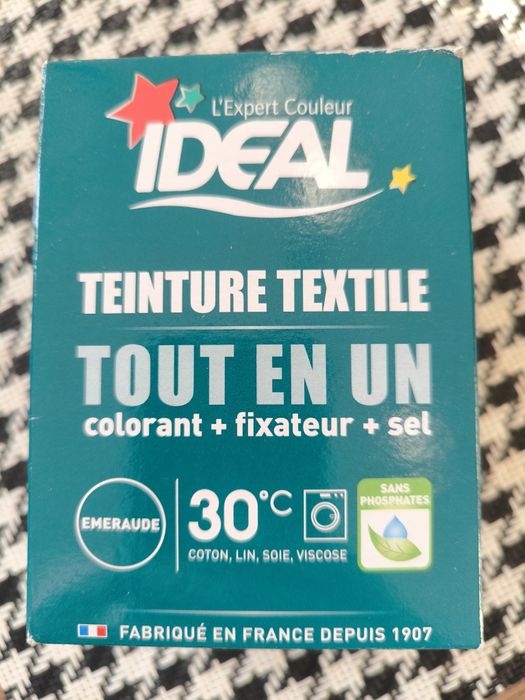 L'Expert Couleur
IDEAL
TEINTURE TEXTILE
TOUT EN UN
colorant + fixateur + sel
EMERAUDE
30°C
COTON, LIN, SOIE, VISCOSE
SANS
PHOSPHATES
FABRIQUÉ EN FRANCE DEPUIS 1907